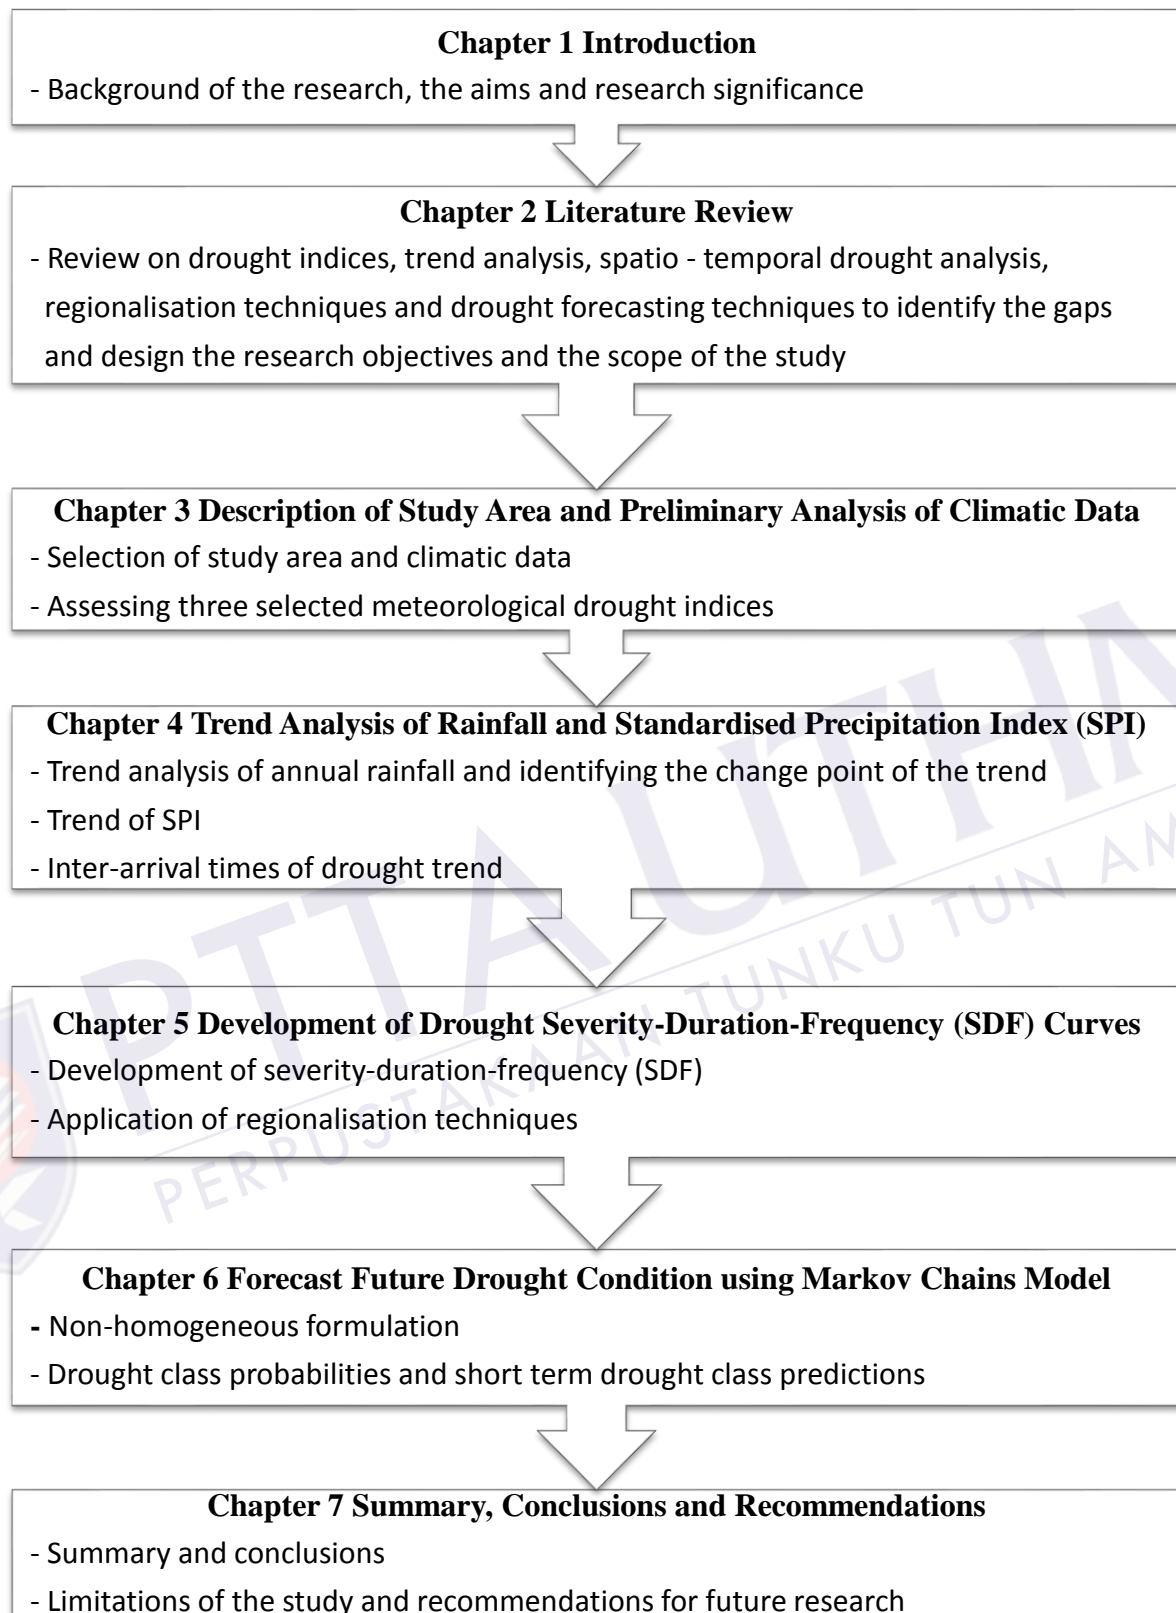 Chapter 1 Introduction
- Background of the research, the aims and research significance
Chapter 2 Literature Review
- Review on drought indices, trend analysis, spatio - temporal drought analysis,
regionalisation techniques and drought forecasting techniques to identify the gaps
and design the research objectives and the scope of the study
Chapter 3 Description of Study Area and Preliminary Analysis of Climatic Data
- Selection of study area and climatic data
- Assessing three selected meteorological drought indices
Chapter 4 Trend Analysis of Rainfall and Standardised Precipitation Index (SPI)
- Trend analysis of annual rainfall and identifying the change point of the trend
- Trend of SPI
- Inter-arrival times of drought trend
Chapter 5 Development of Drought Severity-Duration-Frequency (SDF) Curves
- Development of severity-duration-frequency (SDF)
- Application of regionalisation techniques
Chapter 6 Forecast Future Drought Condition using Markov Chains Model
- Non-homogeneous formulation
- Drought class probabilities and short term drought class predictions
Chapter 7 Summary, Conclusions and Recommendations
- Summary and conclusions
- Limitations of the study and recommendations for future research
PTTA UTHM
PERPUSTAKAAN TUNKU TUN